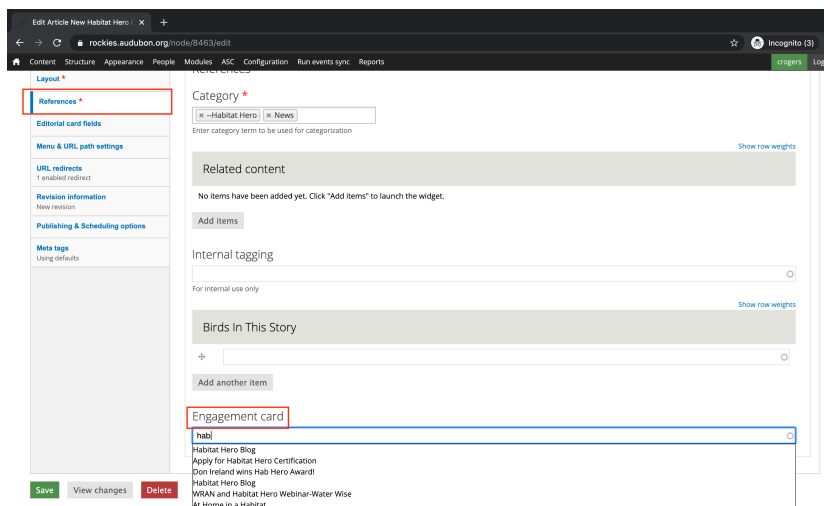 Edit Article New Habitat Hero
rockies.audubon.org/node/8463/edit
Incognito (3)
Content Structure Appearance People Modules ASC Configuration Run events sync Reports
crogers
Log
Layout *
References *
Editorial card fields
Menu & URL path settings
URL redirects
1 enabled redirect
Revision information
New revision
Publishing & Scheduling options
Meta tags
Using defaults
References
Category *
× --Habitat Hero × News
Enter category term to be used for categorization
Show row weights
Related content
No items have been added yet. Click "Add items" to launch the widget.
Add items
Internal tagging
For internal use only
Show row weights
Birds In This Story
Add another item
Engagement card
hab
Habitat Hero Blog
Apply for Habitat Hero Certification
Don Ireland wins Hab Hero Award!
Habitat Hero Blog
WRAN and Habitat Hero Webinar-Water Wise
At Home in a Habitat
Save View changes Delete